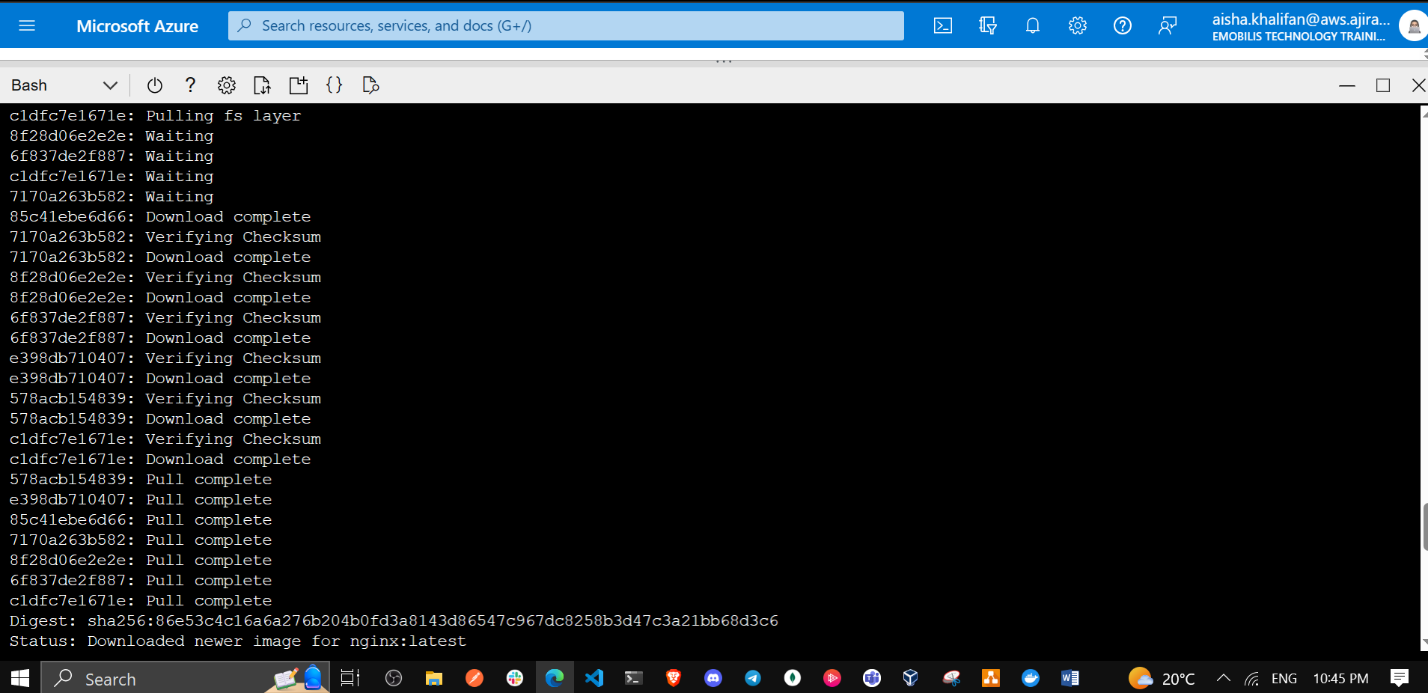 Microsoft Azure
Search resources, services, and docs (G+/)
aisha.khalifan@aws.ajira...
EMOBILIS TECHNOLOGY TRAINI...
Bash
c1dfc7e1671e: Pulling fs layer
8f28d06e2e2e: Waiting
6f837de2f887: Waiting
c1dfc7e1671e: Waiting
7170a263b582: Waiting
85c41ebe6d66: Download complete
7170a263b582: Verifying Checksum
7170a263b582: Download complete
8f28d06e2e2e: Verifying Checksum
8f28d06e2e2e: Download complete
6f837de2f887: Verifying Checksum
6f837de2f887: Download complete
e398db710407: Verifying Checksum
e398db710407: Download complete
578acb154839: Verifying Checksum
578acb154839: Download complete
c1dfc7e1671e: Verifying Checksum
c1dfc7e1671e: Download complete
578acb154839: Pull complete
e398db710407: Pull complete
85c41ebe6d66: Pull complete
7170a263b582: Pull complete
8f28d06e2e2e: Pull complete
6f837de2f887: Pull complete
c1dfc7e1671e: Pull complete
Digest: sha256:86e53c4c16a6a276b204b0fd3a8143d86547c967dc8258b3d47c3a21bb68d3c6
Status: Downloaded newer image for nginx:latest
Search
20°C
ENG
10:45 PM